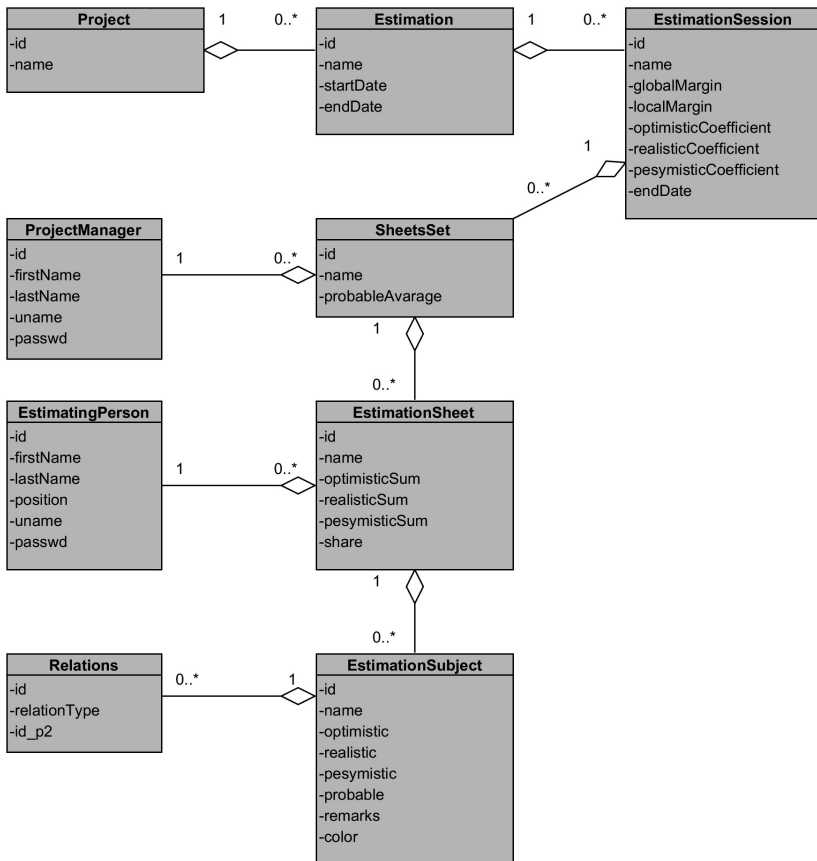 Project
-id
-name
1
0..*
Estimation
-id
-name
-startDate
-endDate
1
0..*
EstimationSession
-id
-name
-globalMargin
-localMargin
-optimisticCoefficient
-realisticCoefficient
-pesymisticCoefficient
-endDate
1
0..*
ProjectManager
-id
-firstName
-lastName
-uname
-passwd
1
0..*
SheetsSet
-id
-name
-probableAvarage
1
0..*
EstimatingPerson
-id
-firstName
-lastName
-position
-uname
-passwd
1
0..*
EstimationSheet
-id
-name
-optimisticSum
-realisticSum
-pesymisticSum
-share
1
0..*
Relations
-id
-relationType
-id_p2
0..*
1
EstimationSubject
-id
-name
-optimistic
-realistic
-pesymistic
-probable
-remarks
-color